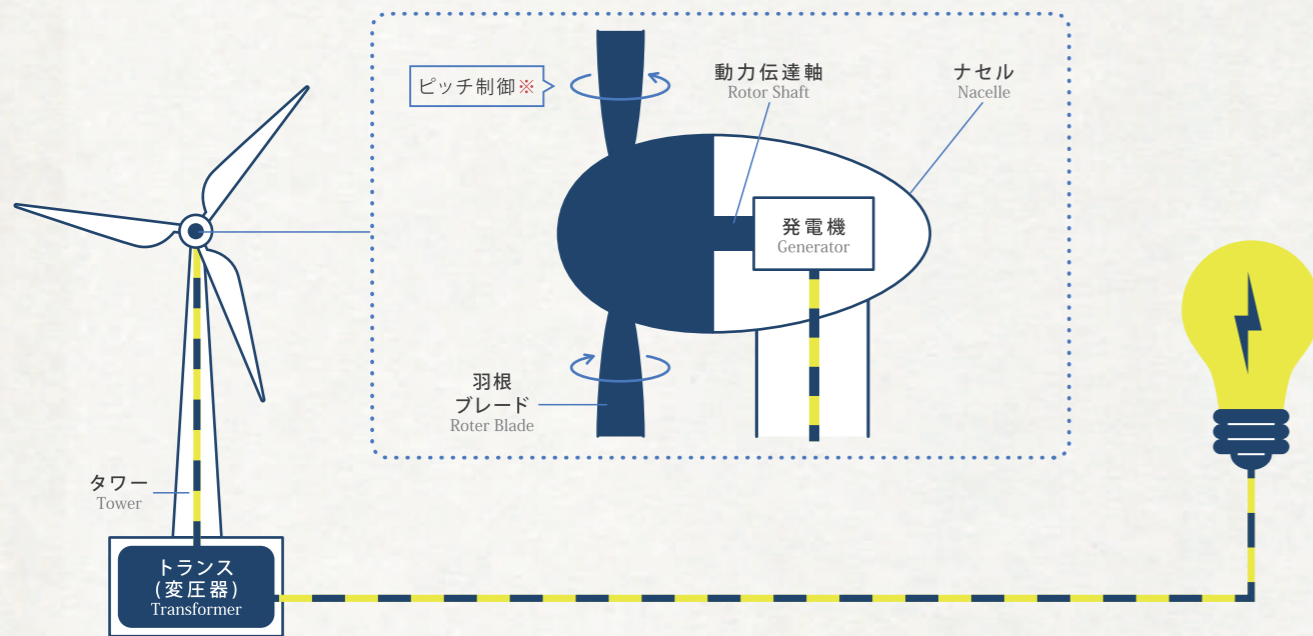 ピッチ制御※
動力伝達軸
Rotor Shaft
ナセル
Nacelle
発電機
Generator
羽根
ブレード
Roter Blade
タワー
Tower
トランス
(変圧器)
Transformer